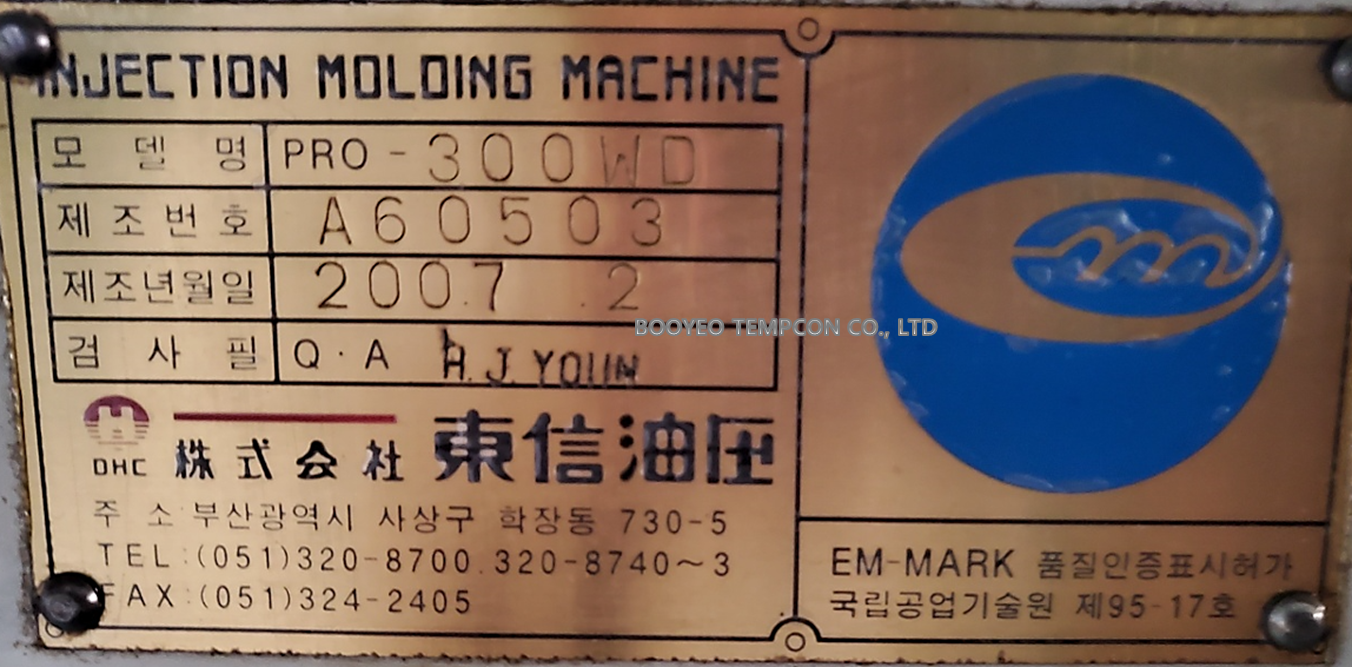 INJECTION MOLDING MACHINE
모 델 명 PRO - 300WD
제조번호 A60503
제조년월일 2007. 2
검 사 필 Q·A H.J.YOUN
BOOYEO TEMPCON CO., LTD
DHC 株式会社 東信油圧
주 소 부산광역시 사상구 학장동 730-5
TEL:(051)320-8700.320-8740~3
FAX:(051)324-2405
em
EM-MARK 품질인증표시허가
국립공업기술원 제95-17호